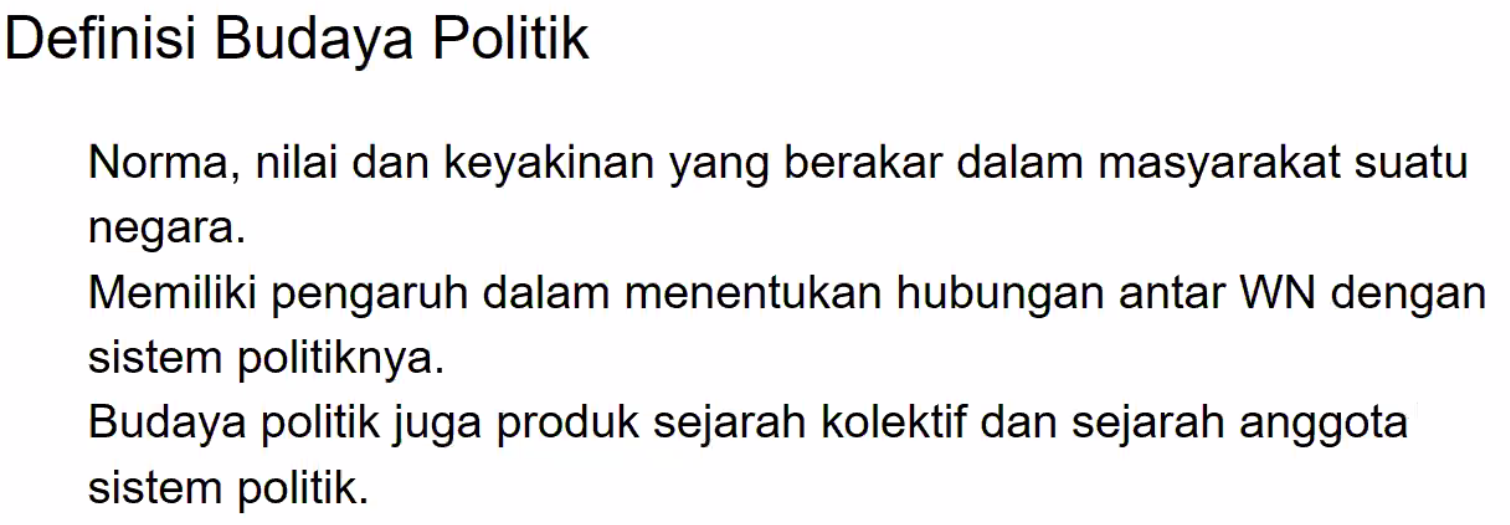 Definisi Budaya Politik
Norma, nilai dan keyakinan yang berakar dalam masyarakat suatu
negara.
Memiliki pengaruh dalam menentukan hubungan antar WN dengan
sistem politiknya.
Budaya politik juga produk sejarah kolektif dan sejarah anggota
sistem politik.